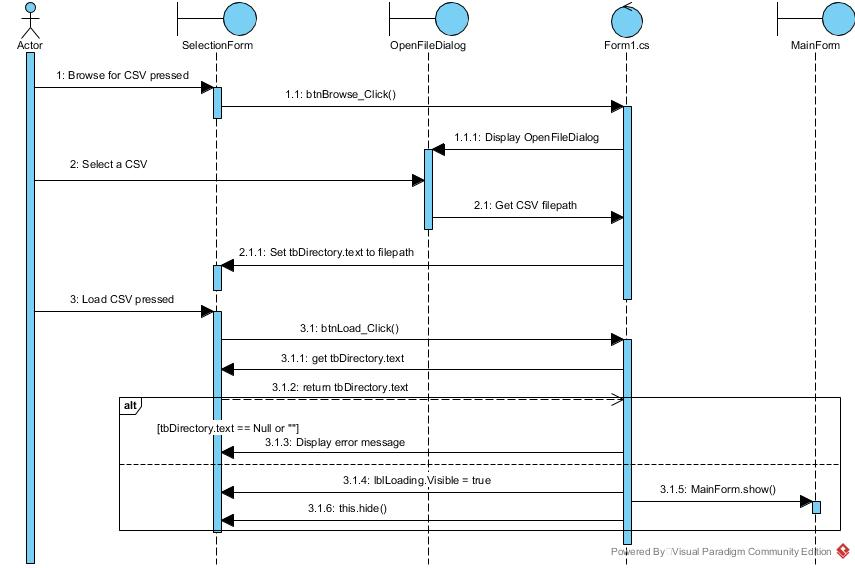 Actor
SelectionForm
OpenFileDialog
Form1.cs
MainForm
1: Browse for CSV pressed
1.1: btnBrowse_Click()
1.1.1: Display OpenFileDialog
2: Select a CSV
2.1: Get CSV filepath
2.1.1: Set tbDirectory.text to filepath
3: Load CSV pressed
3.1: btnLoad_Click()
3.1.1: get tbDirectory.text
3.1.2: return tbDirectory.text
alt
[tbDirectory.text == Null or ""]
3.1.3: Display error message
3.1.4: lblLoading.Visible = true
3.1.5: MainForm.show()
3.1.6: this.hide()
Powered By Visual Paradigm Community Edition